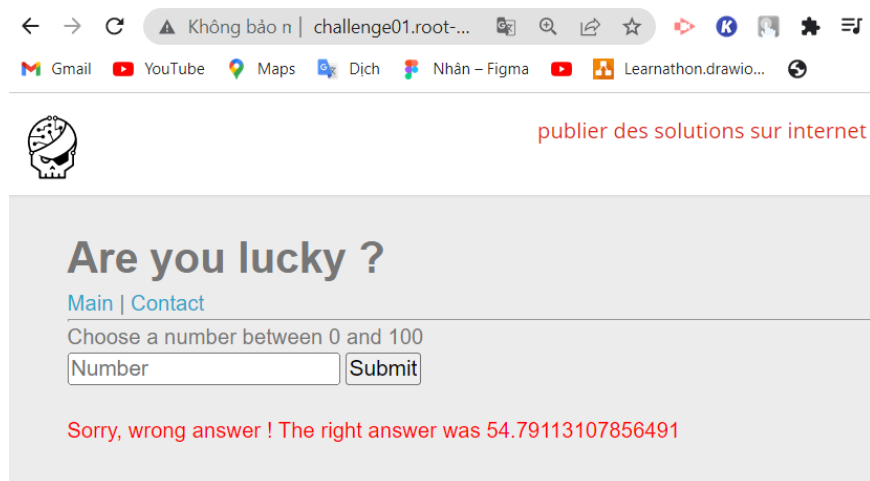 Không bảo n challenge01.root-...
Gmail YouTube Maps Dịch Nhân – Figma Learnathon.drawio...
publier des solutions sur internet
Are you lucky ?
Main | Contact
Choose a number between 0 and 100
Number Submit
Sorry, wrong answer ! The right answer was 54.79113107856491